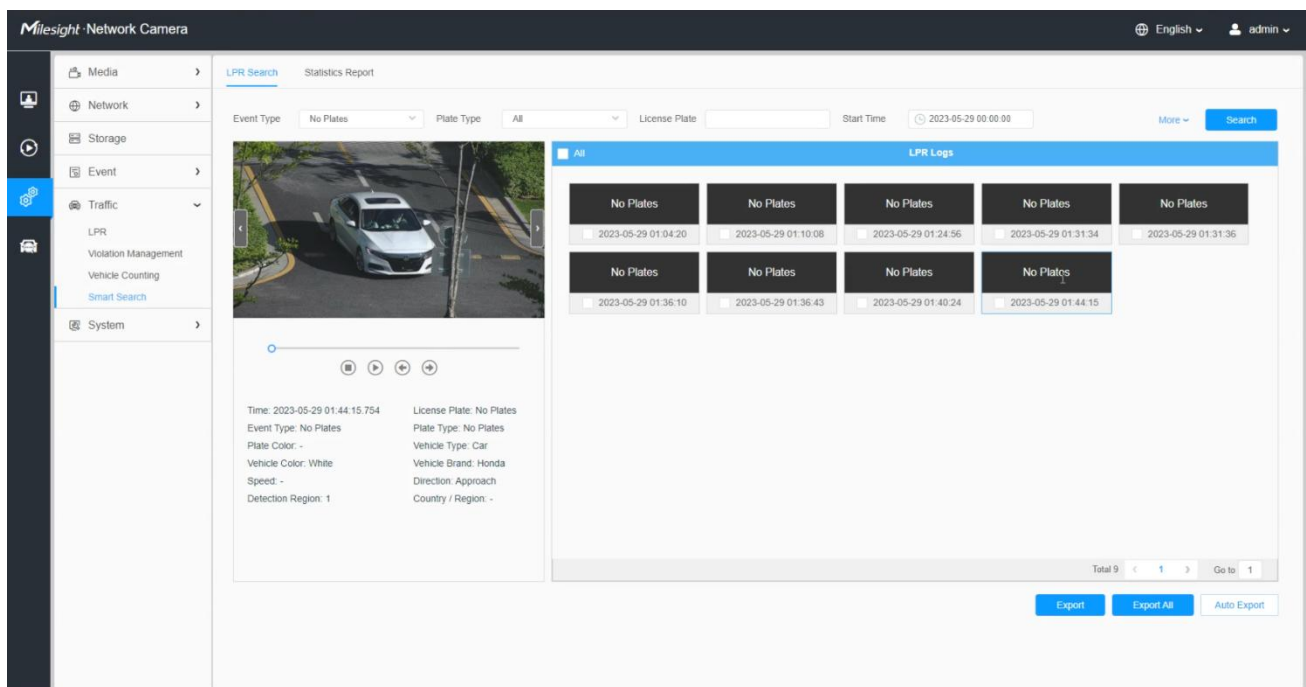 Milesight·Network Camera
English
admin
Media
Network
Storage
Event
Traffic
LPR
Violation Management
Vehicle Counting
Smart Search
System
LPR Search Statistics Report
Event Type No Plates Plate Type All License Plate Start Time 2023-05-29 00:00:00 More Search
All LPR Logs
No Plates No Plates No Plates No Plates No Plates
2023-05-29 01:04:20 2023-05-29 01:10:08 2023-05-29 01:24:56 2023-05-29 01:31:34 2023-05-29 01:31:36
No Plates No Plates No Plates No Plates
2023-05-29 01:36:10 2023-05-29 01:36:43 2023-05-29 01:40:24 2023-05-29 01:44:15
Time: 2023-05-29 01:44:15.754 License Plate: No Plates
Event Type: No Plates Plate Type: No Plates
Plate Color: - Vehicle Type: Car
Vehicle Color: White Vehicle Brand: Honda
Speed: - Direction: Approach
Detection Region: 1 Country / Region: -
Total 9 < 1 > Go to 1
Export Export All Auto Export